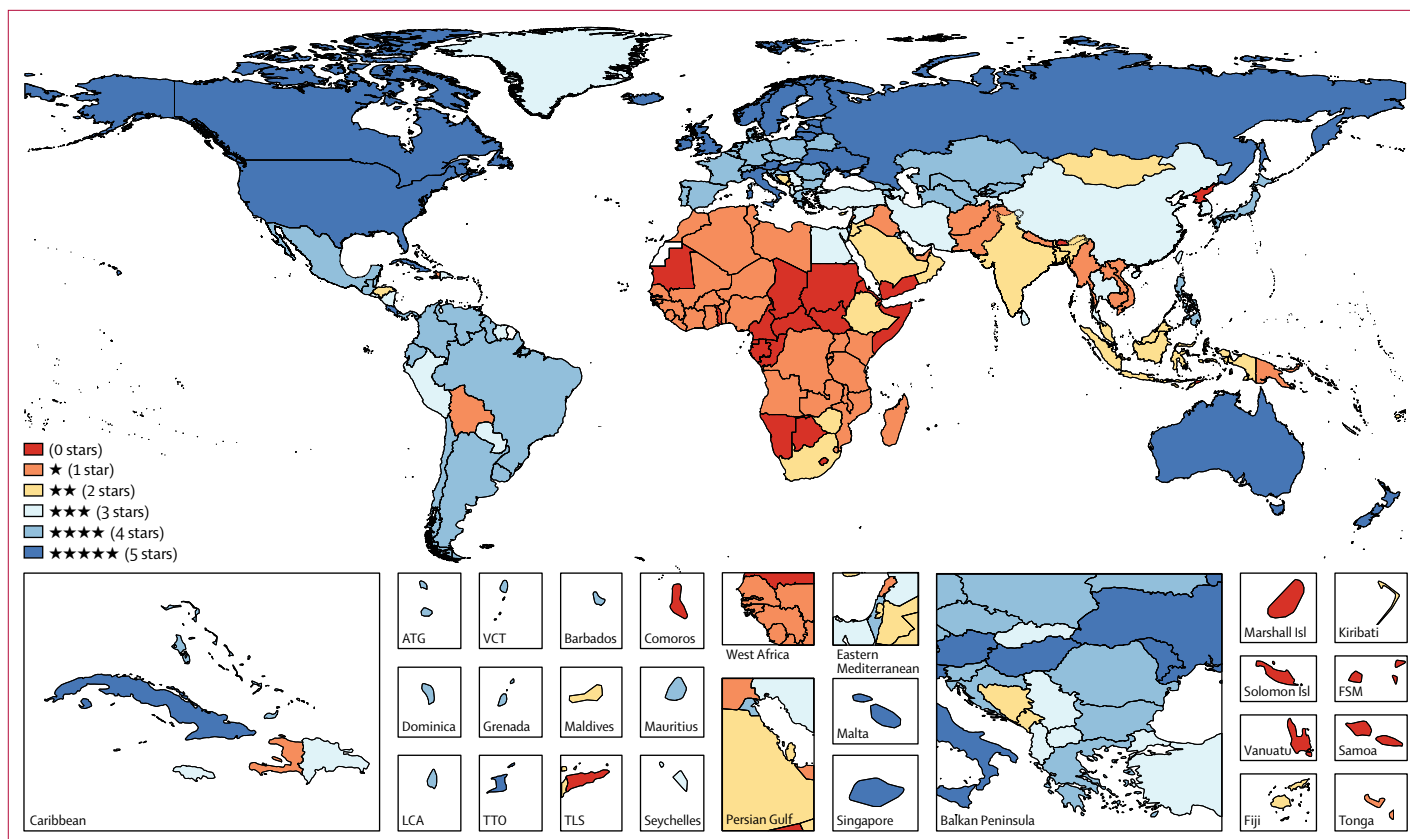 (0 stars)
★ (1 star)
★★ (2 stars)
★★★ (3 stars)
★★★★ (4 stars)
★★★★★ (5 stars)
Caribbean
ATG
VCT
Barbados
Comoros
West Africa
Eastern
Mediterranean
Marshall Isl
Kiribati
Dominica
Grenada
Maldives
Mauritius
Malta
Solomon Isl
FSM
Vanuatu
Samoa
LCA
TTO
TLS
Seychelles
Persian Gulf
Singapore
Balkan Peninsula
Fiji
Tonga